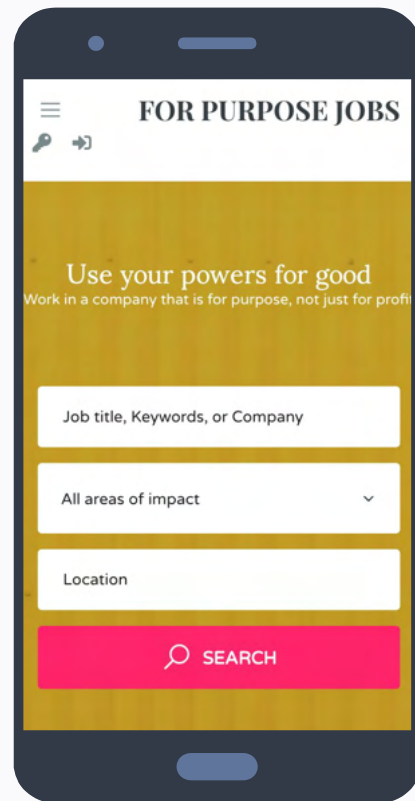 FOR PURPOSE JOBS
Use your powers for good
Work in a company that is for purpose, not just for profit
Job title, Keywords, or Company
All areas of impact
Location
SEARCH